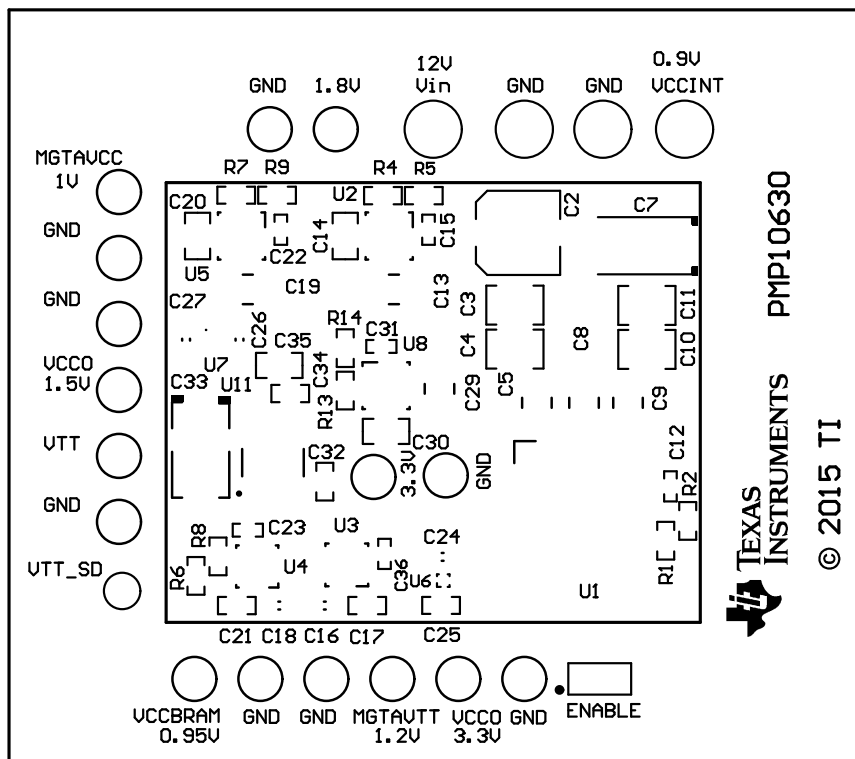 0.9V
12V
GND 1.8V Vin GND GND VCCINT
MGTAVCC
1V
R7 R9 R4 R5
C20 U2 C2 C7
GND
C14 C15
C22
U5
C19 C13
GND
C27 C3 C11
R14
C26 C35 C31 U8 C4 C8 C10
VCCO
1.5V
U7 C34
C33 U11 R13 C29 C5 C9
VTT
C32 3.3V C30 GND C12
GND
R2
R8 C23 U3 C24
R6 U4 C36 U6 R1
VTT_SD
U1
C21 C18 C16 C17 C25
VCCBRAM GND GND MGTAVTT VCCO GND ENABLE
0.95V 1.2V 3.3V
PMP10630
TEXAS
INSTRUMENTS
© 2015 TI